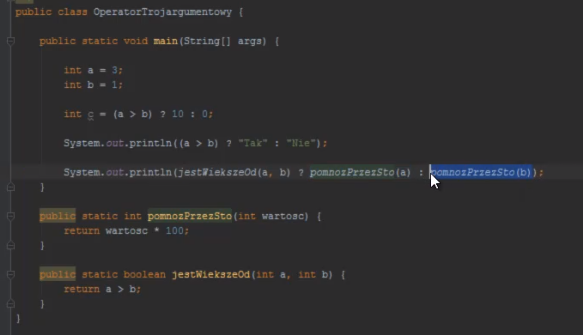 public class OperatorTrojargumentowy {
public static void main(String[] args) {
int a = 3;
int b = 1;
int c = (a > b) ? 10 : 0;
System.out.println((a > b) ? "Tak" : "Nie");
System.out.println(jestWiekszeOd(a, b) ? pomnozPrzezSto(a) : pomnozPrzezSto(b));
}
public static int pomnozPrzezSto(int wartosc) {
return wartosc * 100;
}
public static boolean jestWiekszeOd(int a, int b) {
return a > b;
}
}